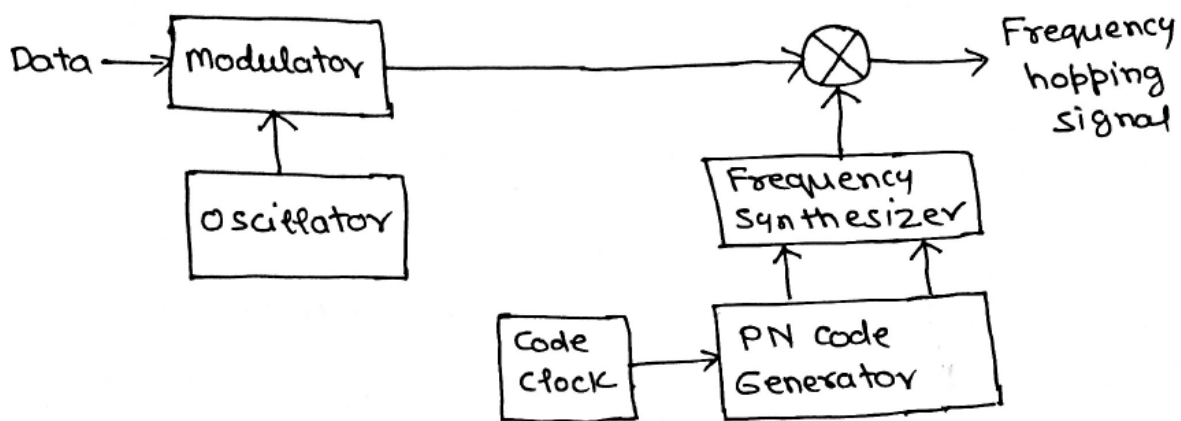 Data
Modulator
Frequency
hopping
signal
Oscillator
Frequency
Synthesizer
Code
Clock
PN Code
Generator